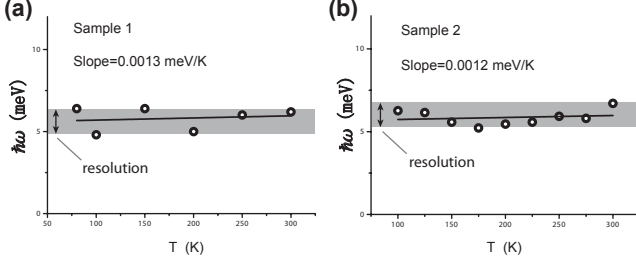 (a)
Sample 1
Slope=0.0013 meV/K
ħω (meV)
10
5
0
resolution
50
100
150
200
250
300
T (K)
(b)
Sample 2
Slope=0.0012 meV/K
ħω (meV)
10
5
0
resolution
100
150
200
250
300
T (K)